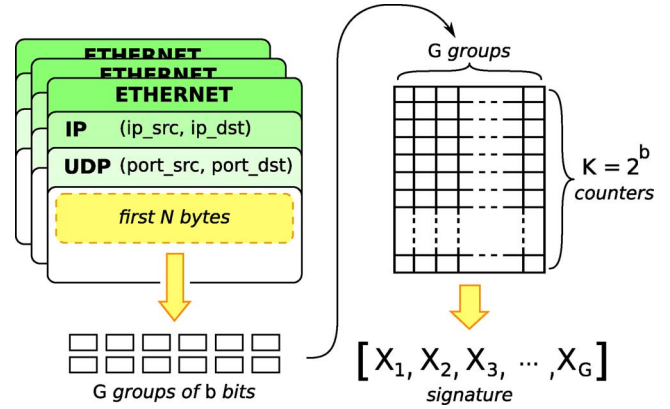 ETHERNET
ETHERNET
ETHERNET
IP (ip_src, ip_dst)
UDP (port_src, port_dst)
first N bytes
G groups of b bits
G groups
K = 2^b
counters
[X1, X2, X3, ... ,XG]
signature